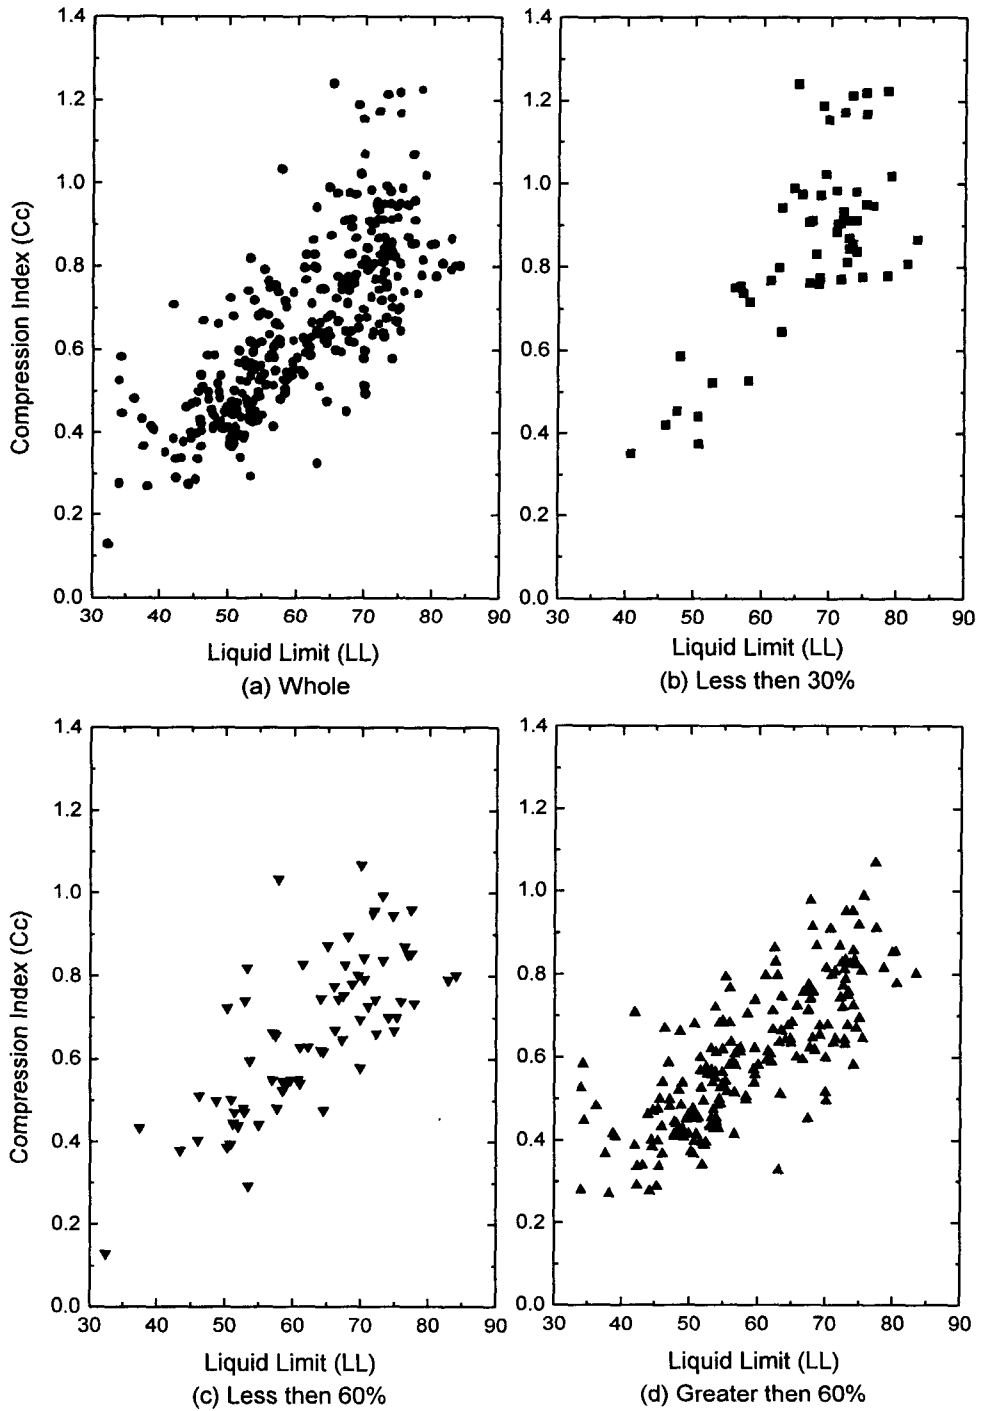 1.4
1.2
1.0
0.8
0.6
0.4
0.2
0.0
Compression Index (Cc)
30 40 50 60 70 80 90
Liquid Limit (LL)
(a) Whole
1.4
1.2
1.0
0.8
0.6
0.4
0.2
0.0
30 40 50 60 70 80 90
Liquid Limit (LL)
(b) Less then 30%
1.4
1.2
1.0
0.8
0.6
0.4
0.2
0.0
Compression Index (Cc)
30 40 50 60 70 80 90
Liquid Limit (LL)
(c) Less then 60%
1.4
1.2
1.0
0.8
0.6
0.4
0.2
0.0
30 40 50 60 70 80 90
Liquid Limit (LL)
(d) Greater then 60%